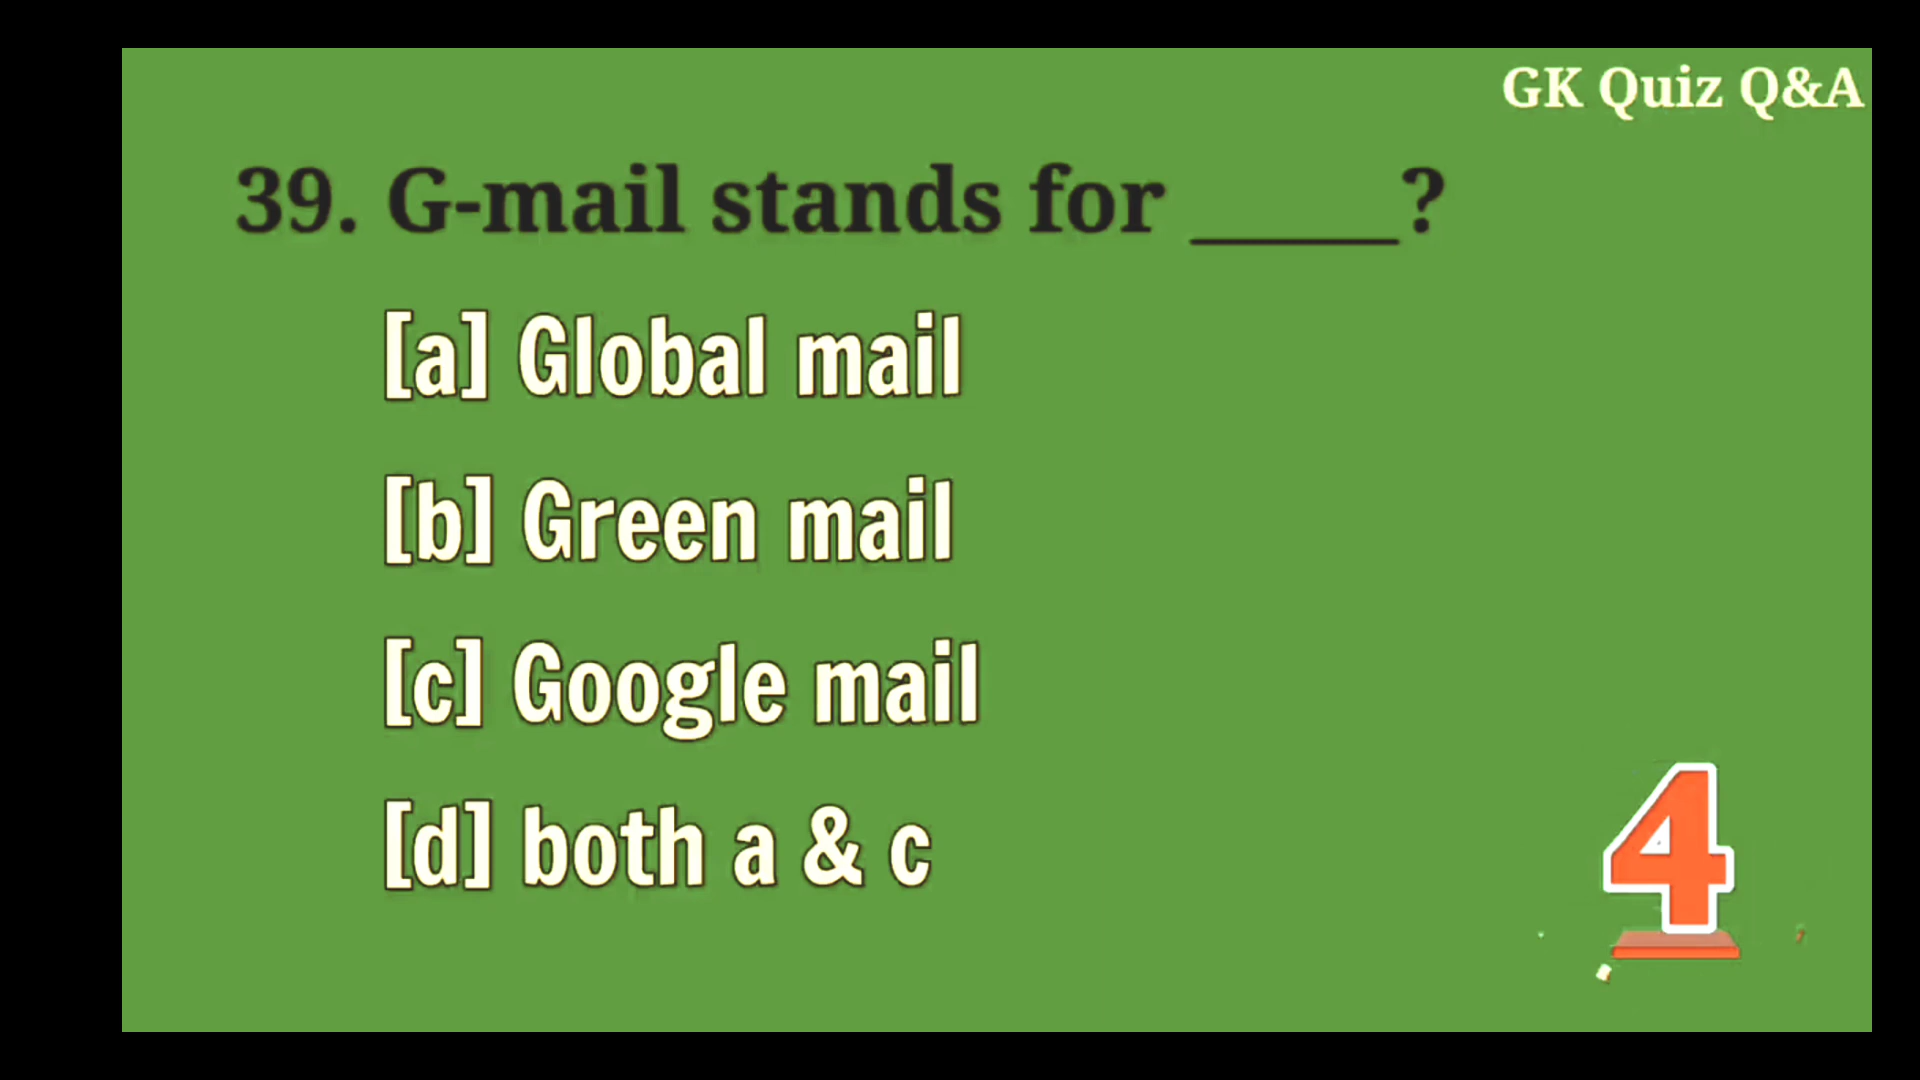 GK Quiz Q&A
39. G-mail stands for _____?
[a] Global mail
[b] Green mail
[c] Google mail
[d] both a & c
4